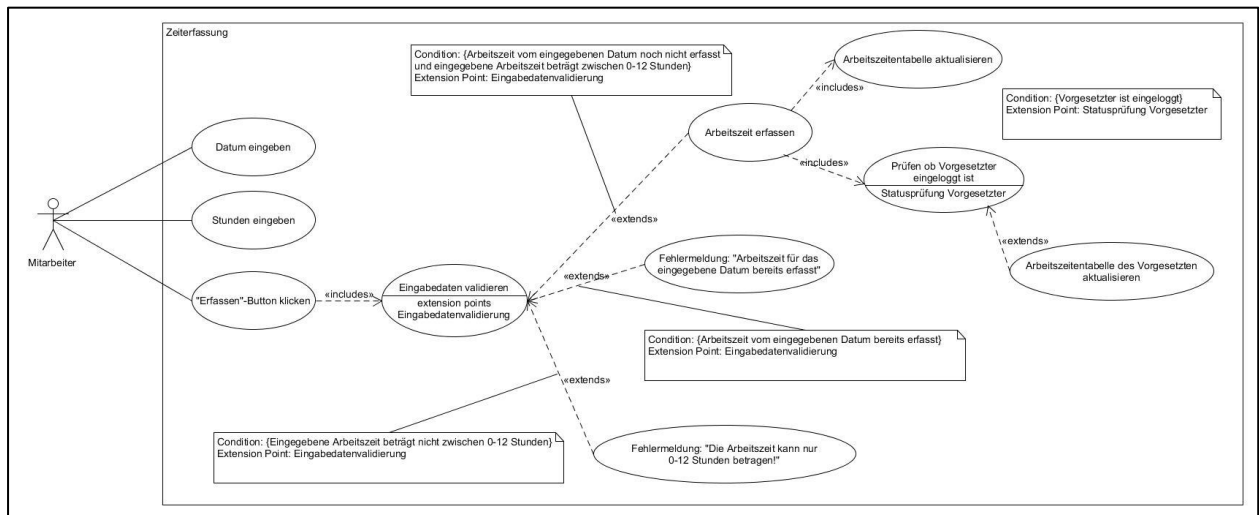 Zeiterfassung
Condition: {Arbeitszeit vom eingegebenen Datum noch nicht erfasst
und eingegebene Arbeitszeit beträgt zwischen 0-12 Stunden}
Extension Point: Eingabedatenvalidierung
Arbeitszeitentabelle aktualisieren
«includes»
Condition: {Vorgesetzter ist eingeloggt}
Extension Point: Statusprüfung Vorgesetzter
Arbeitszeit erfassen
«includes»
Prüfen ob Vorgesetzter
eingeloggt ist
Statusprüfung Vorgesetzter
Datum eingeben
Stunden eingeben
Mitarbeiter
«extends»
«extends»
Arbeitszeitentabelle des Vorgesetzten
aktualisieren
Fehlermeldung: "Arbeitszeit für das
eingegebene Datum bereits erfasst"
«extends»
"Erfassen"-Button klicken
«includes»
Eingabedaten validieren
extension points
Eingabedatenvalidierung
Condition: {Arbeitszeit vom eingegebenen Datum bereits erfasst}
Extension Point: Eingabedatenvalidierung
«extends»
Condition: {Eingegebene Arbeitszeit beträgt nicht zwischen 0-12 Stunden}
Extension Point: Eingabedatenvalidierung
Fehlermeldung: "Die Arbeitszeit kann nur
0-12 Stunden betragen!"